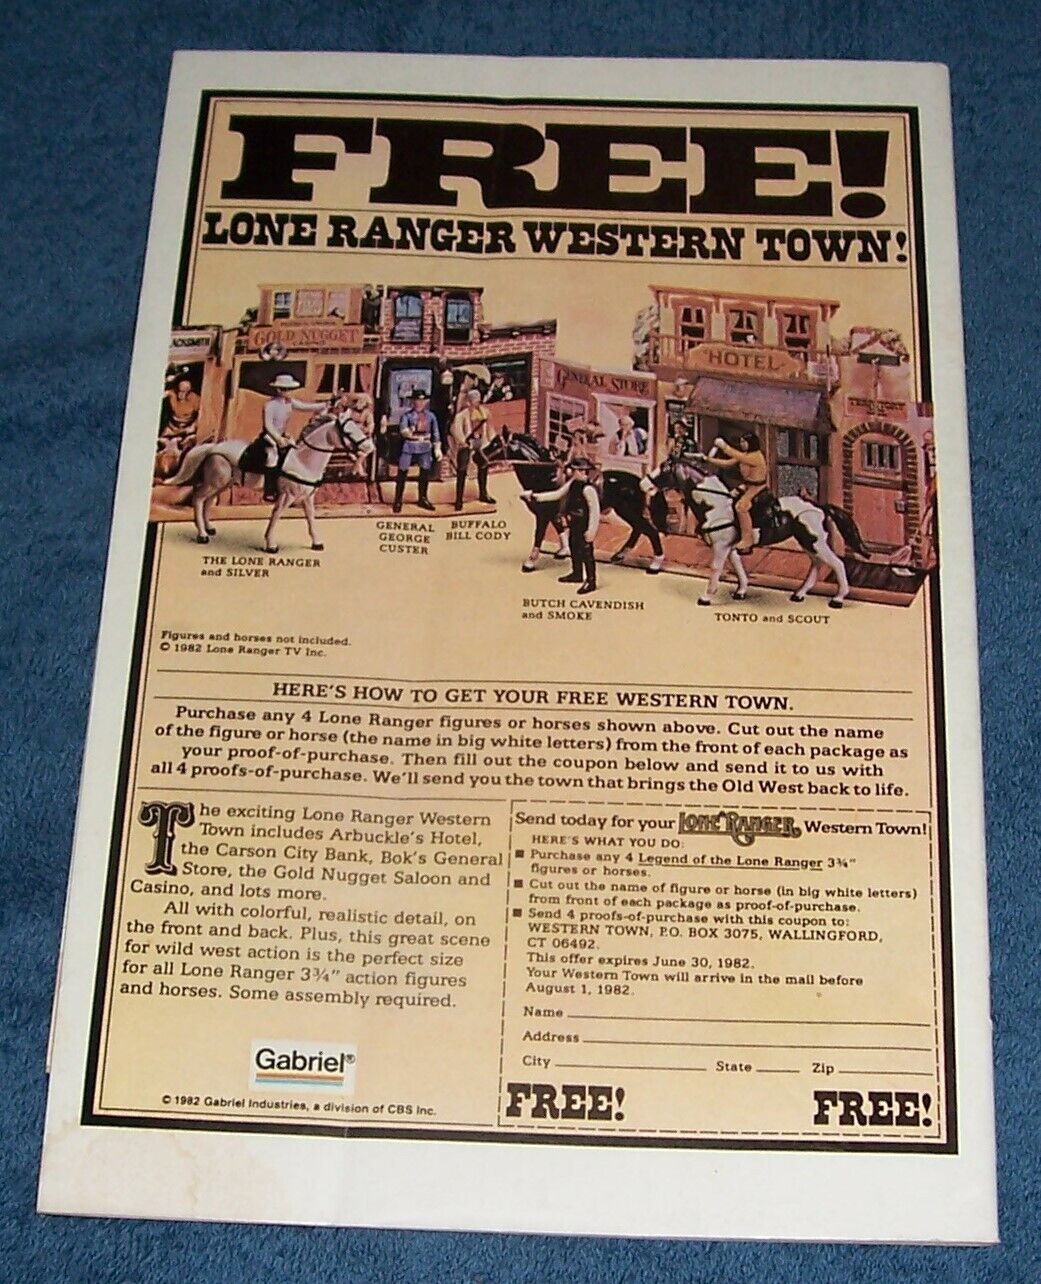 FREE!
LONE RANGER WESTERN TOWN!
ACKSMITH
GOLD NUGGET
CASINO
GENERAL STORE
HOTEL
THE LONE RANGER
and SILVER
GENERAL
GEORGE
CUSTER
BUFFALO
BILL CODY
BUTCH CAVENDISH
and SMOKE
TONTO and SCOUT
Figures and horses not included.
© 1982 Lone Ranger TV Inc.
HERE'S HOW TO GET YOUR FREE WESTERN TOWN.
Purchase any 4 Lone Ranger figures or horses shown above. Cut out the name
of the figure or horse (the name in big white letters) from the front of each package as
your proof-of-purchase. Then fill out the coupon below and send it to us with
all 4 proofs-of-purchase. We'll send you the town that brings the Old West back to life.
The exciting Lone Ranger Western
Town includes Arbuckle's Hotel,
the Carson City Bank, Bok's General
Store, the Gold Nugget Saloon and
Casino, and lots more.
All with colorful, realistic detail, on
the front and back. Plus, this great scene
for wild west action is the perfect size
for all Lone Ranger 3¾" action figures
and horses. Some assembly required.
Gabriel®
© 1982 Gabriel Industries, a division of CBS Inc.
Send today for your LONE RANGER Western Town!
HERE'S WHAT YOU DO:
■ Purchase any 4 Legend of the Lone Ranger 3¾"
figures or horses.
■ Cut out the name of figure or horse (in big white letters)
from front of each package as proof-of-purchase.
■ Send 4 proofs-of-purchase with this coupon to:
WESTERN TOWN, P.O. BOX 3075, WALLINGFORD,
CT 06492.
This offer expires June 30, 1982.
Your Western Town will arrive in the mail before
August 1, 1982.
Name
Address
City State Zip
FREE! FREE!